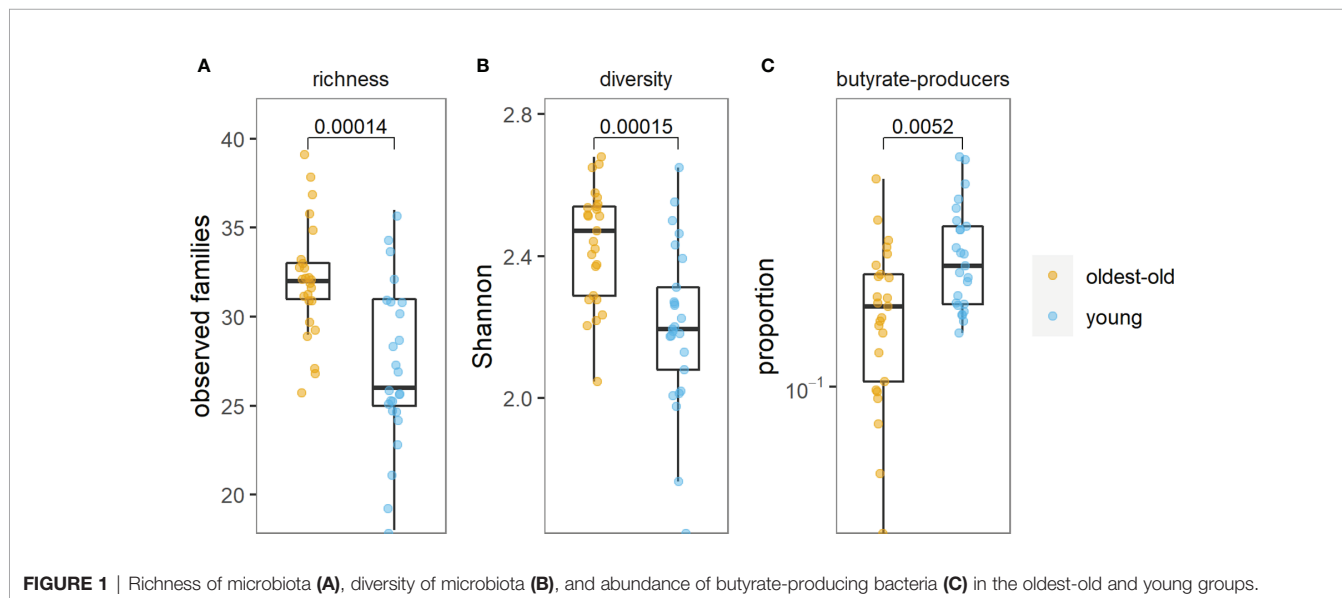 A
richness
0.00014
40
35
30
25
20
observed families
B
diversity
0.00015
2.8
2.4
2.0
Shannon
C
butyrate-producers
0.0052
10⁻¹
proportion
oldest-old
young
FIGURE 1 | Richness of microbiota (A), diversity of microbiota (B), and abundance of butyrate-producing bacteria (C) in the oldest-old and young groups.